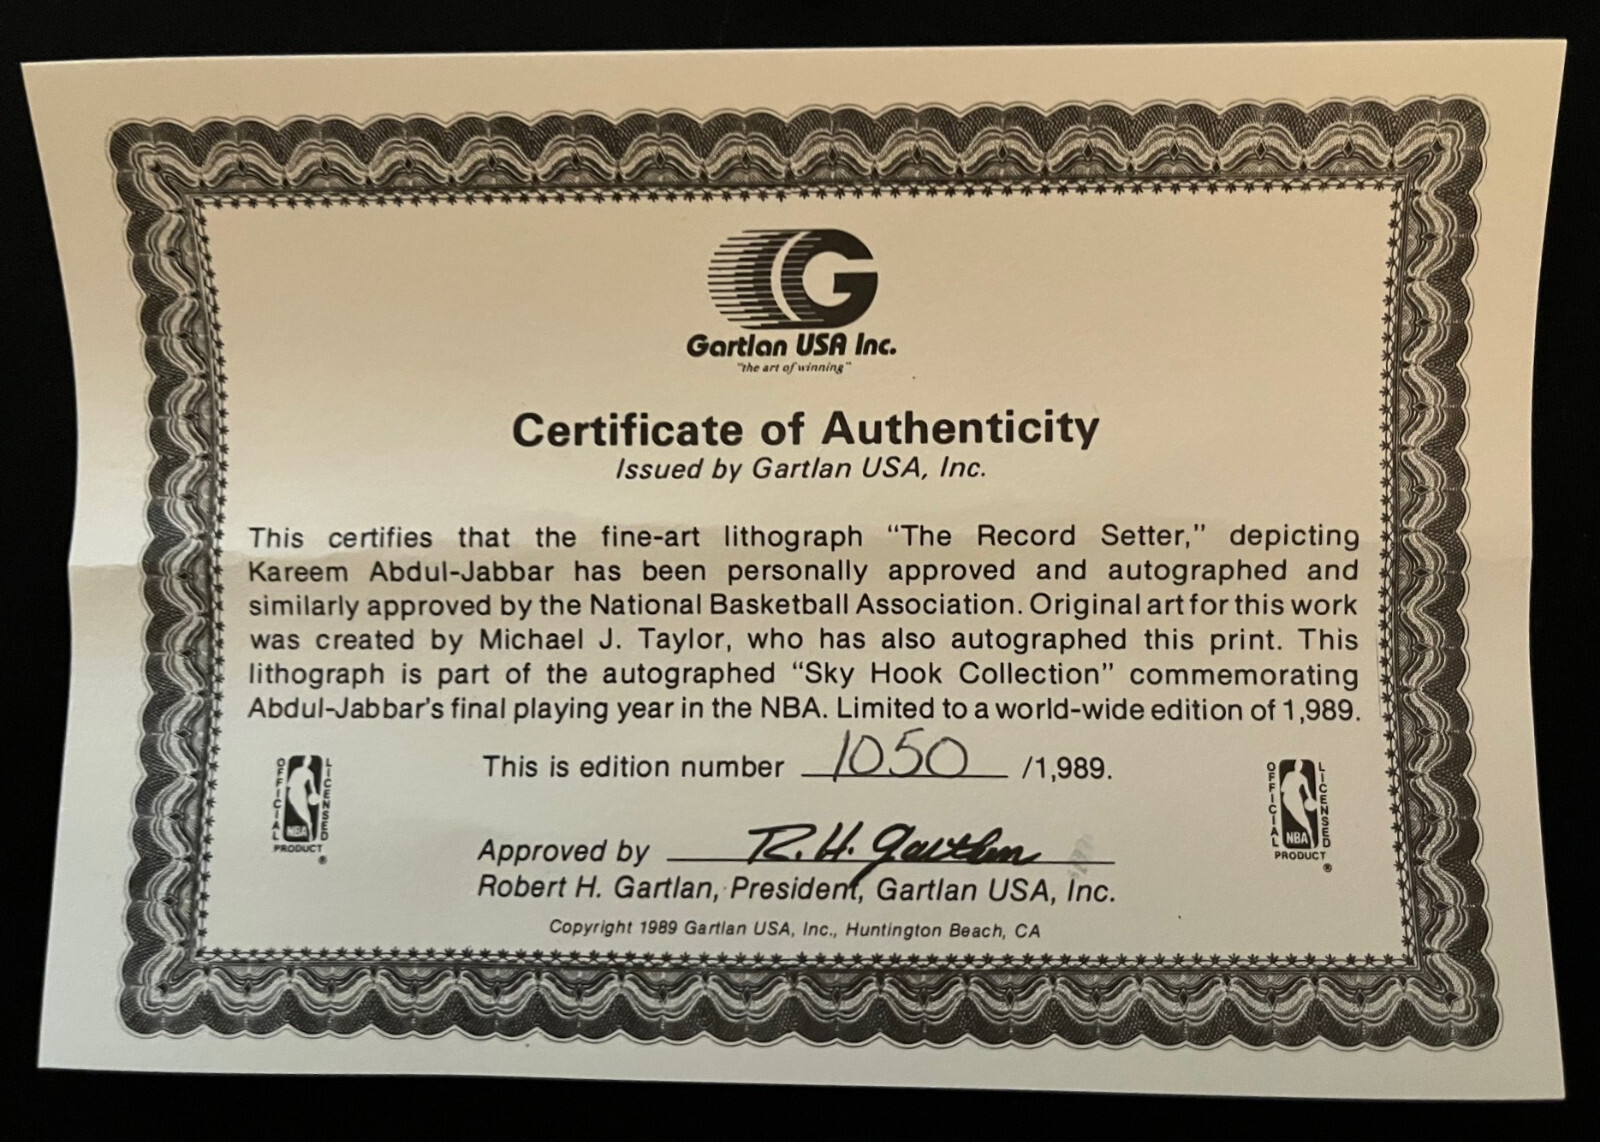 Gartlan USA Inc.
"the art of winning"
Certificate of Authenticity
Issued by Gartlan USA, Inc.
This certifies that the fine-art lithograph “The Record Setter,” depicting
Kareem Abdul-Jabbar has been personally approved and autographed and
similarly approved by the National Basketball Association. Original art for this work
was created by Michael J. Taylor, who has also autographed this print. This
lithograph is part of the autographed “Sky Hook Collection” commemorating
Abdul-Jabbar's final playing year in the NBA. Limited to a world-wide edition of 1,989.
This is edition number 1050 /1,989.
OFFICIAL LICENSED
NBA
PRODUCT
®
OFFICIAL LICENSED
NBA
PRODUCT
®
Approved by R. H. Gartlan
Robert H. Gartlan, President, Gartlan USA, Inc.
Copyright 1989 Gartlan USA, Inc., Huntington Beach, CA